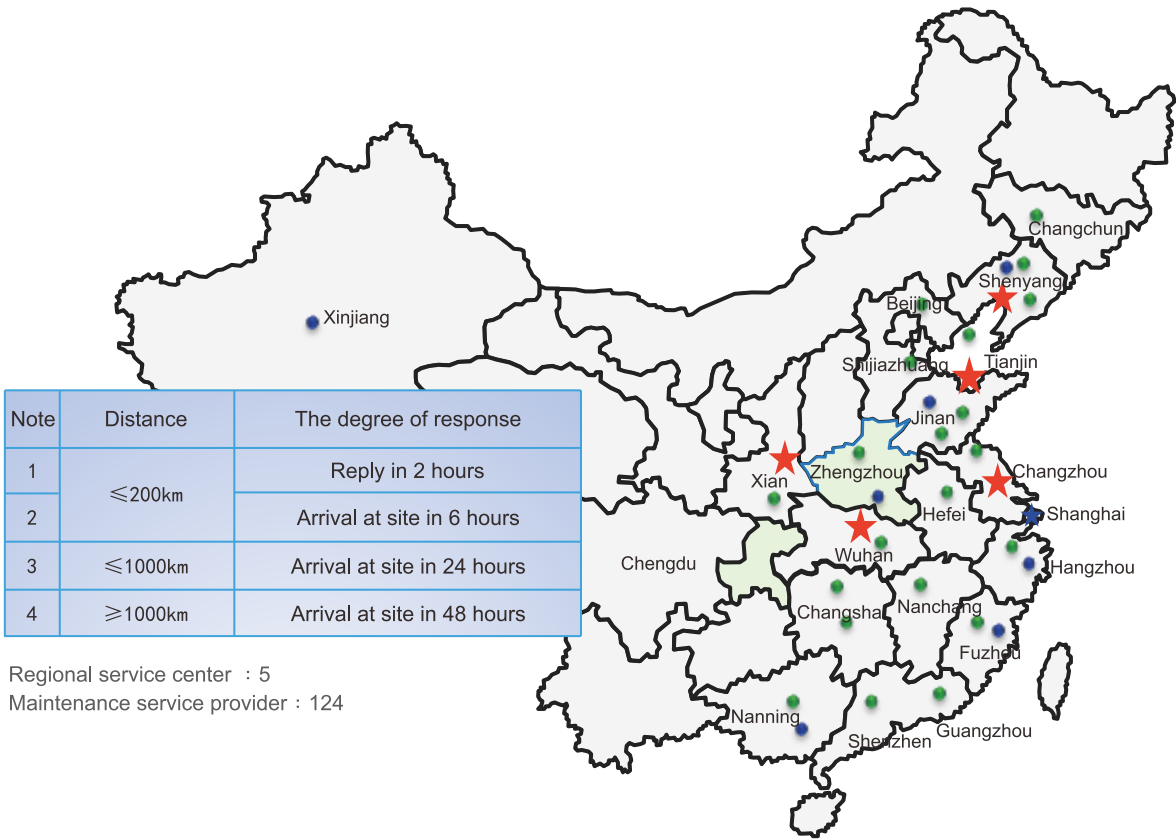 Changchun
Shenyang
Beijing
Xinjiang
Shijiazhuang
Tianjin
Note Distance The degree of response
1 ≤200km Reply in 2 hours
2 Arrival at site in 6 hours
3 ≤1000km Arrival at site in 24 hours
4 ≥1000km Arrival at site in 48 hours
Jinan
Zhengzhou
Changzhou
Xian
Hefei
Shanghai
Wuhan
Chengdu
Hangzhou
Changsha
Nanchang
Fuzhou
Regional service center : 5
Maintenance service provider : 124
Nanning
Shenzhen
Guangzhou